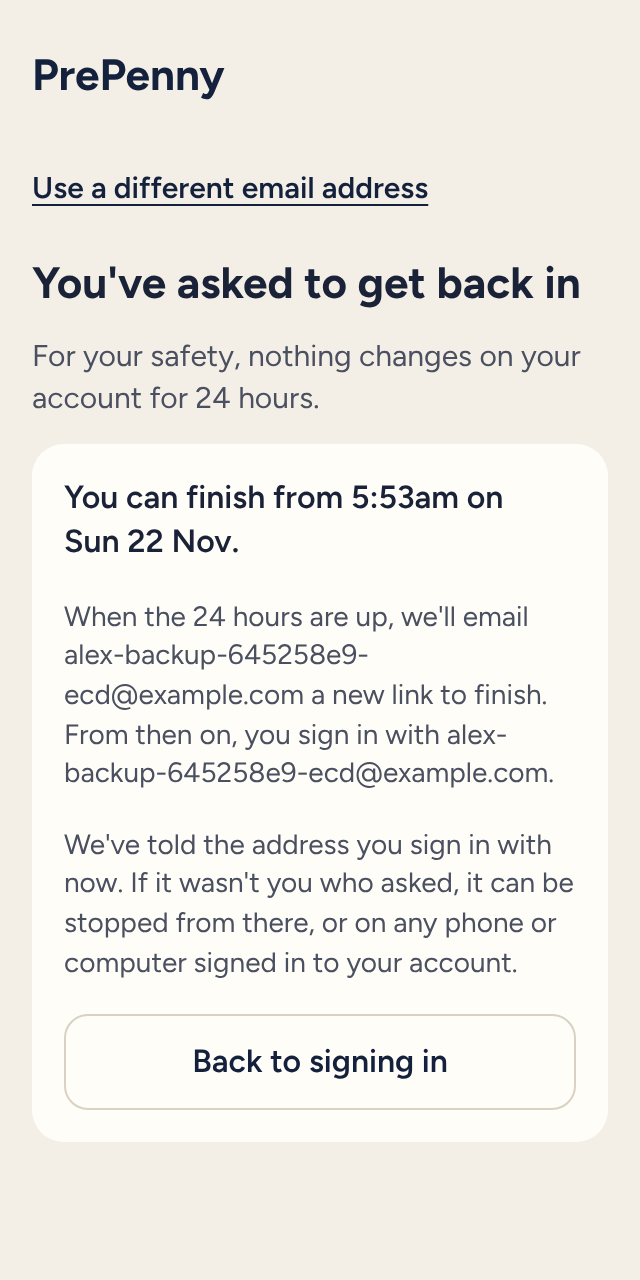 PrePenny
Use a different email address
You've asked to get back in
For your safety, nothing changes on your
account for 24 hours.
You can finish from 5:53am on
Sun 22 Nov.
When the 24 hours are up, we'll email
alex-backup-645258e9-
ecd@example.com a new link to finish.
From then on, you sign in with alex-
backup-645258e9-ecd@example.com.
We've told the address you sign in with
now. If it wasn't you who asked, it can be
stopped from there, or on any phone or
computer signed in to your account.
Back to signing in